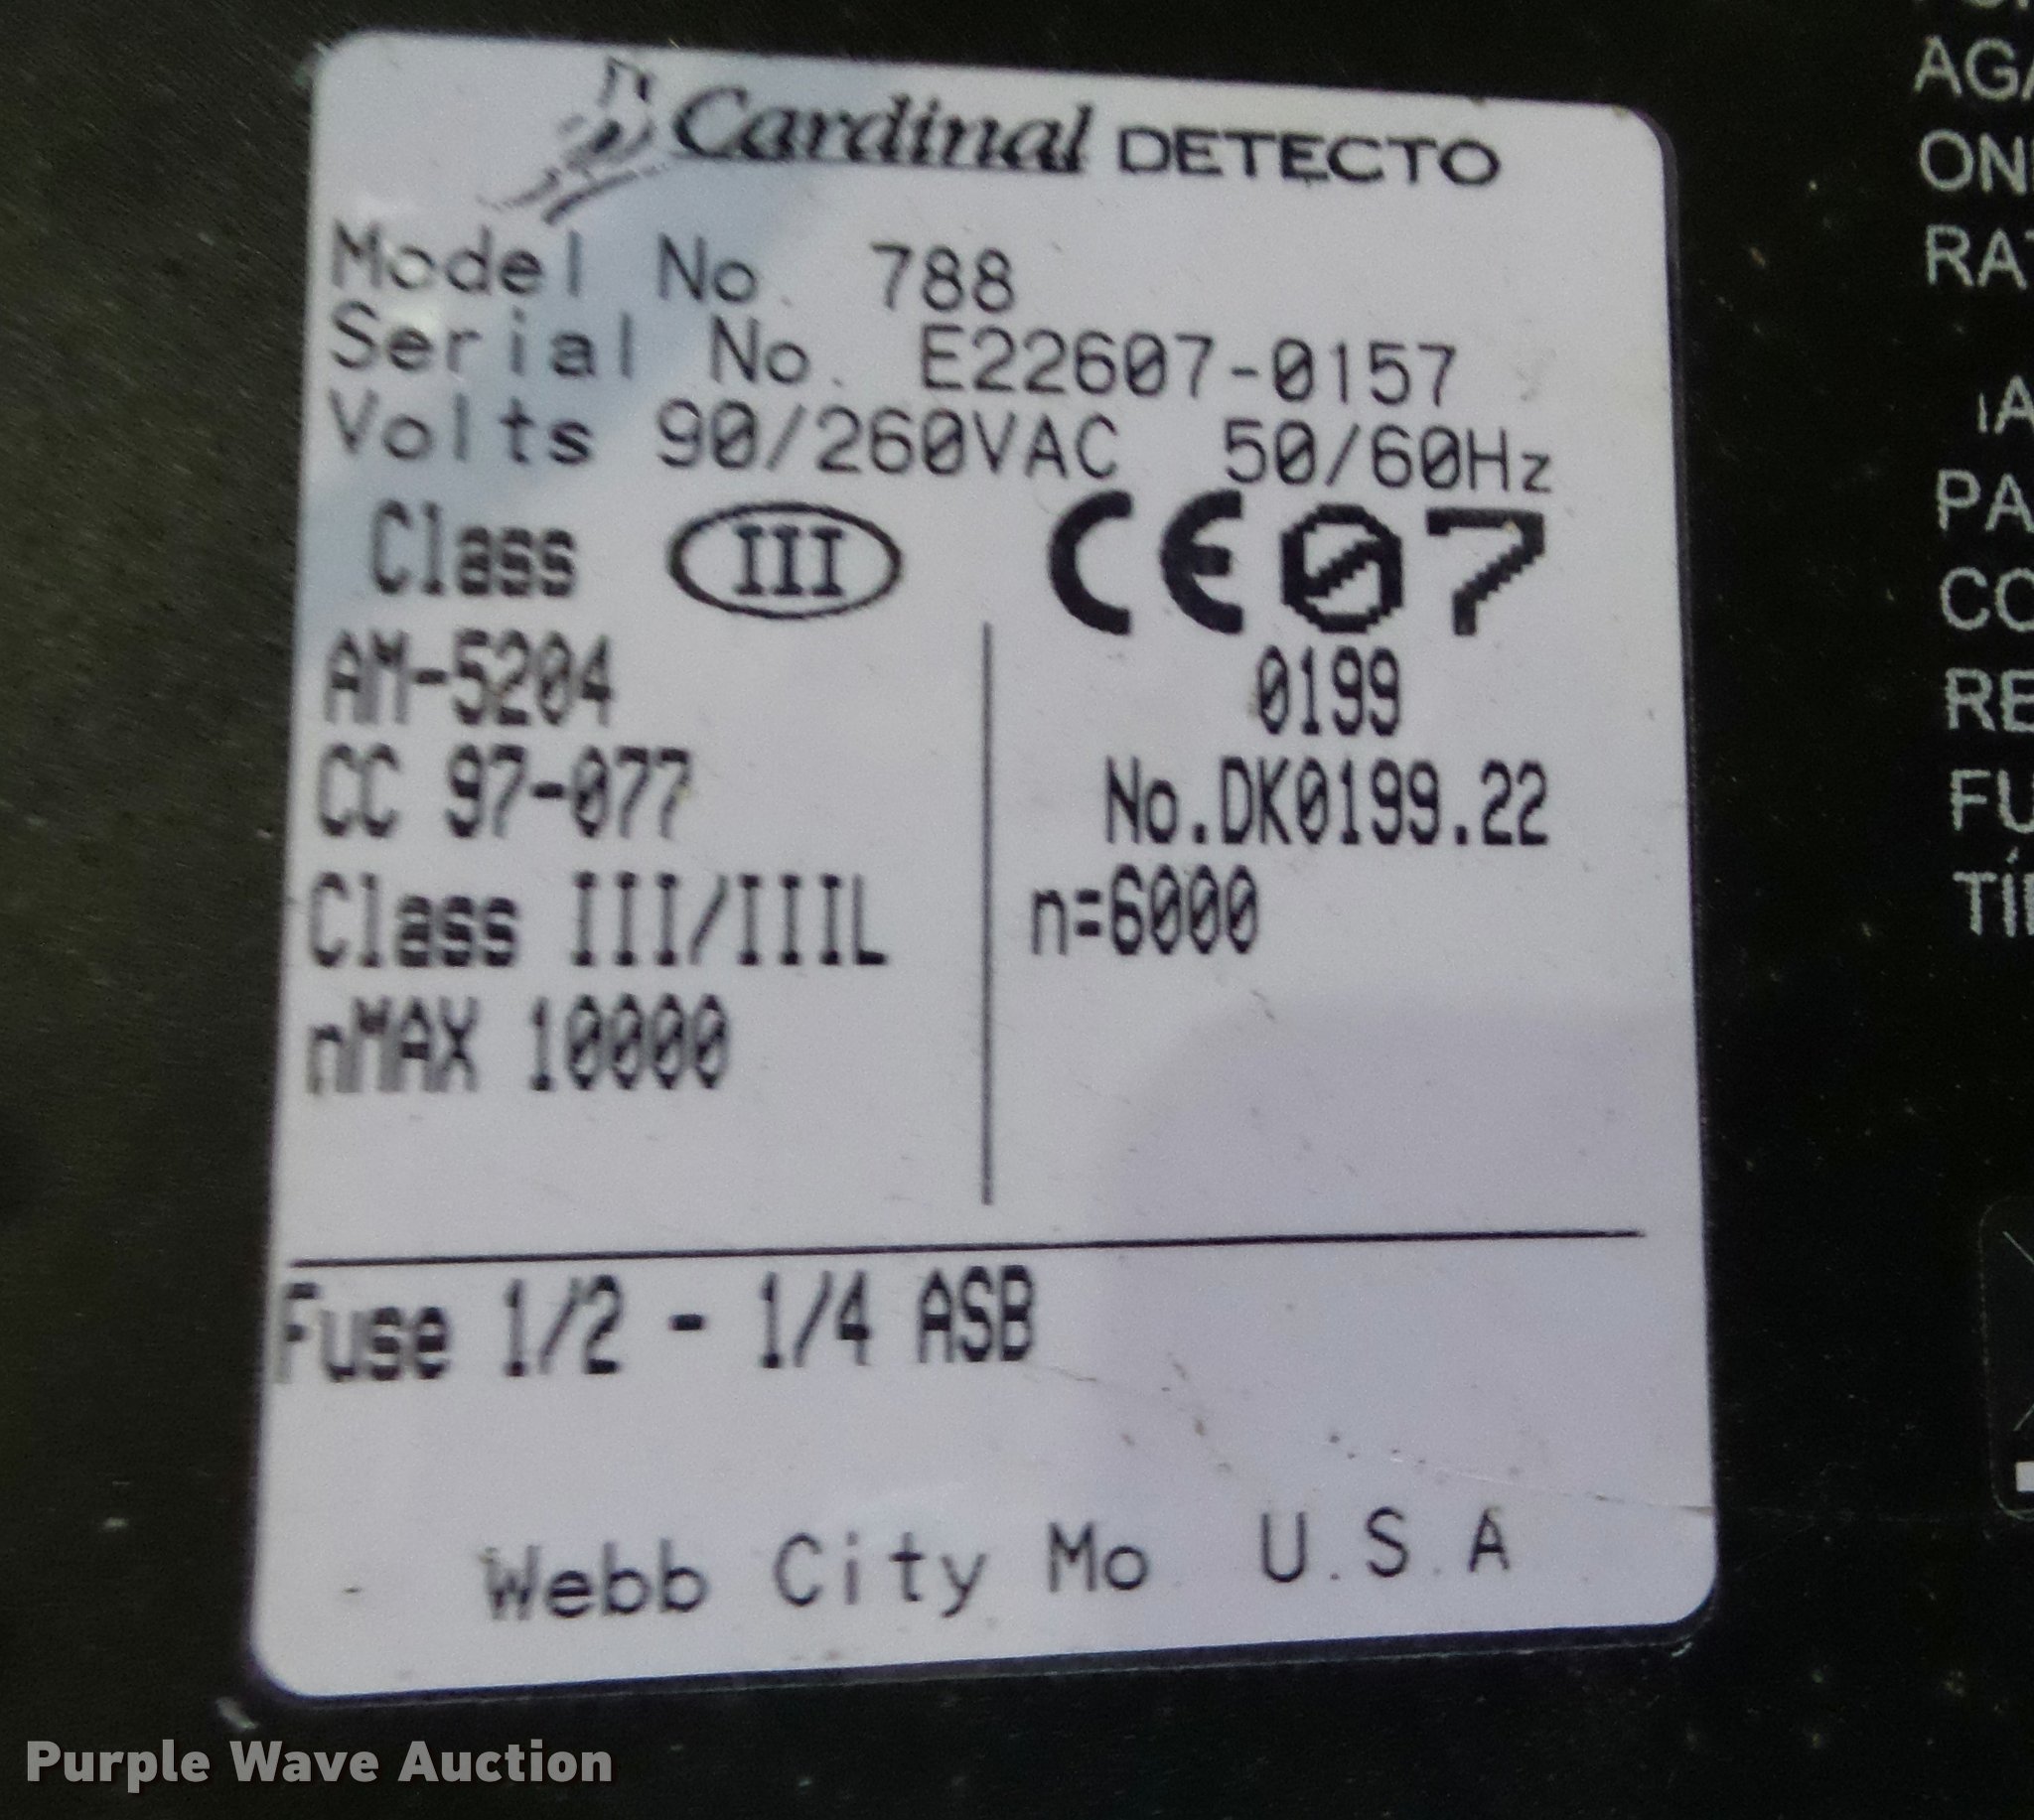 Cardinal DETECTO
Model No. 788
Serial No. E22607-0157
Volts 90/260VAC 50/60Hz
Class III CE07
AM-5204
0199
CC 97-077
No.DK0199.22
Class III/IIIL
n=6000
nMAX 10000
Fuse 1/2 - 1/4 ASB
Webb City Mo. U.S.A
Purple Wave Auction